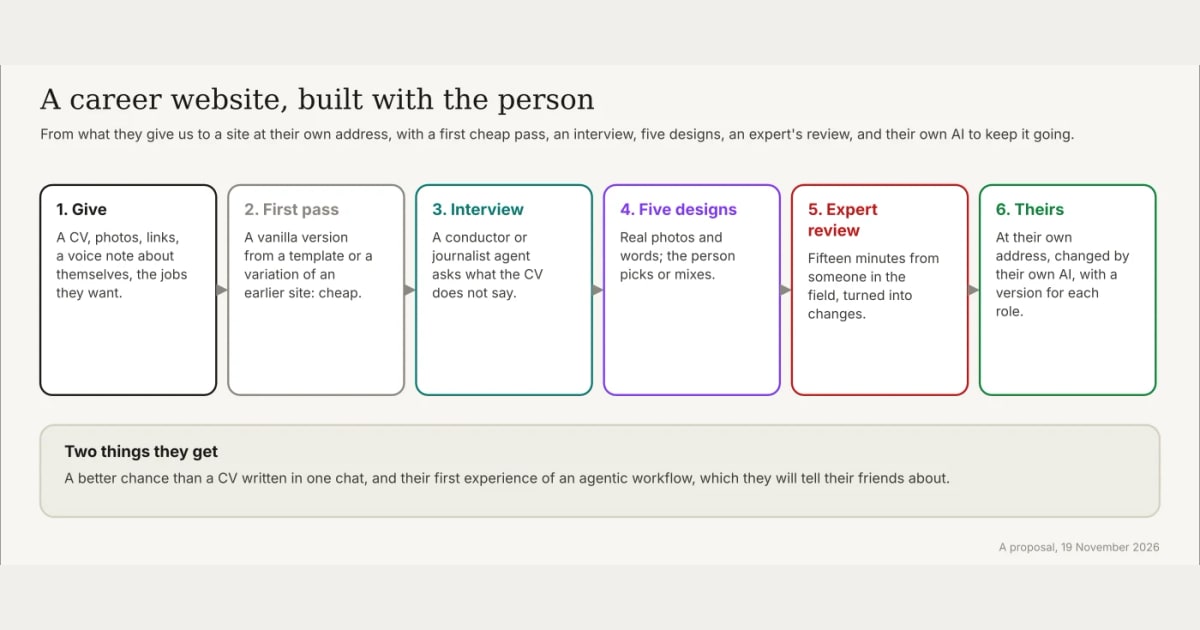 A career website, built with the person
From what they give us to a site at their own address, with a first cheap pass, an interview, five designs, an expert's review, and their own AI to keep it going.
1. Give
A CV, photos, links,
a voice note about
themselves, the jobs
they want.
2. First pass
A vanilla version
from a template or a
variation of an
earlier site: cheap.
3. Interview
A conductor or
journalist agent
asks what the CV
does not say.
4. Five designs
Real photos and
words; the person
picks or mixes.
5. Expert
review
Fifteen minutes from
someone in the
field, turned into
changes.
6. Theirs
At their own
address, changed by
their own AI, with a
version for each
role.
Two things they get
A better chance than a CV written in one chat, and their first experience of an agentic workflow, which they will tell their friends about.
A proposal, 19 November 2026